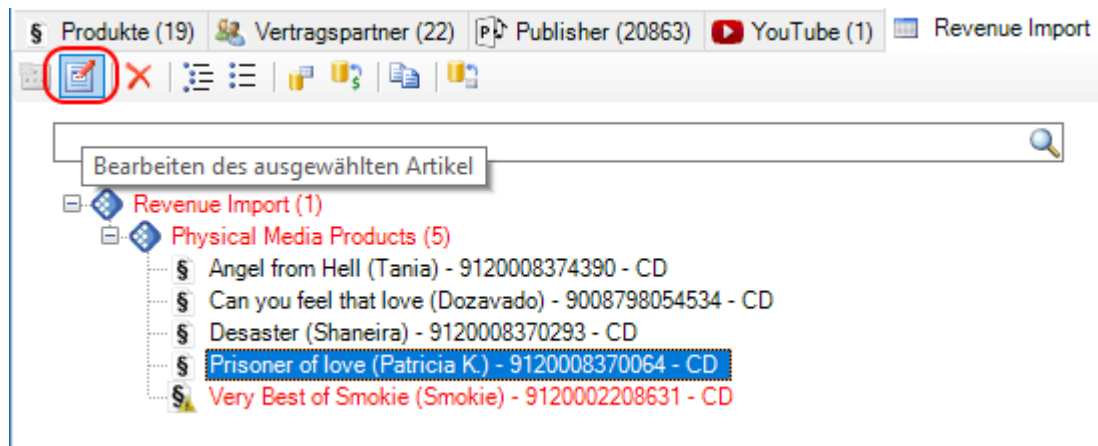 Produkte (19) Vertragspartner (22) Publisher (20863) YouTube (1) Revenue Import
Bearbeiten des ausgewählten Artikel
Revenue Import (1)
Physical Media Products (5)
§ Angel from Hell (Tania) - 9120008374390 - CD
§ Can you feel that love (Dozavado) - 9008798054534 - CD
§ Desaster (Shaneira) - 9120008370293 - CD
§ Prisoner of love (Patricia K.) - 9120008370064 - CD
§ Very Best of Smokie (Smokie) - 9120002208631 - CD